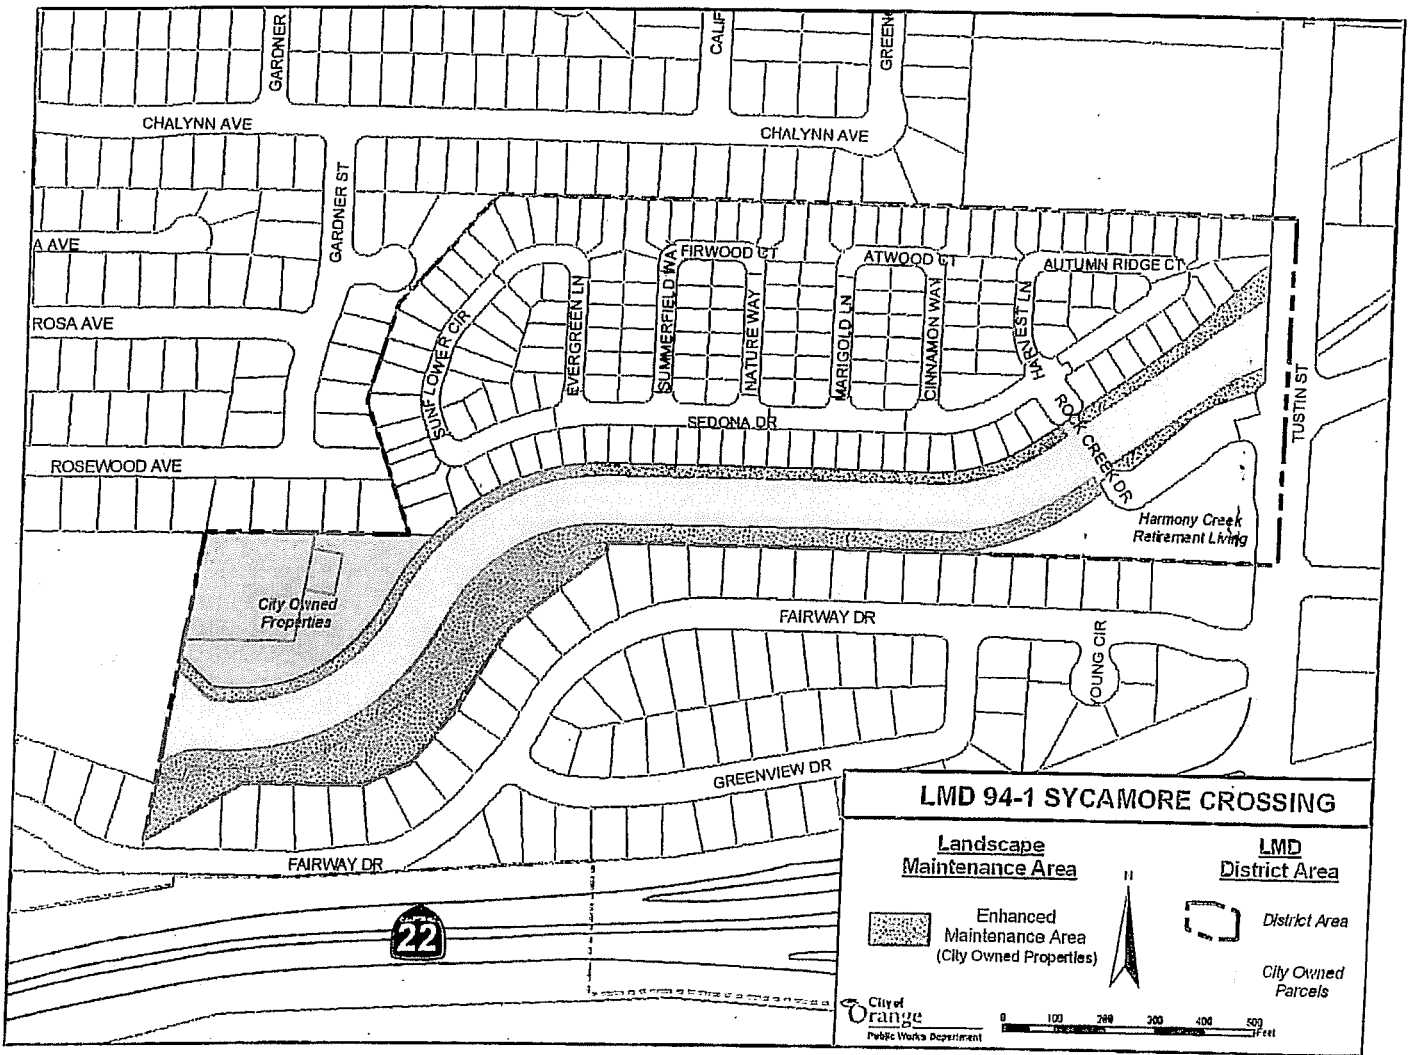 GARDNER
CALIF
GREEN
T
CHALYNN AVE
CHALYNN AVE
GARDNER ST
A AVE
FIRWOOD CT
ATWOOD CT
AUTUMN RIDGE CT
ROSA AVE
SUNFLOWER CIR
EVERGREEN LN
SUMMERFIELD WA
NATURE WAY
MARIGOLD LN
CINNAMON WAY
HARVEST LN
TUSTIN ST
SEDONA DR
ROCK CREEK DR
ROSEWOOD AVE
Harmony Creek
Retirement Living
City Owned
Properties
FAIRWAY DR
YOUNG CIR
GREENVIEW DR
FAIRWAY DR
22
LMD 94-1 SYCAMORE CROSSING
Landscape
Maintenance Area
LMD
District Area
N
Enhanced
Maintenance Area
(City Owned Properties)
District Area
City Owned
Parcels
City of
Orange
Public Works Department
0 100 200 300 400 500
Feet